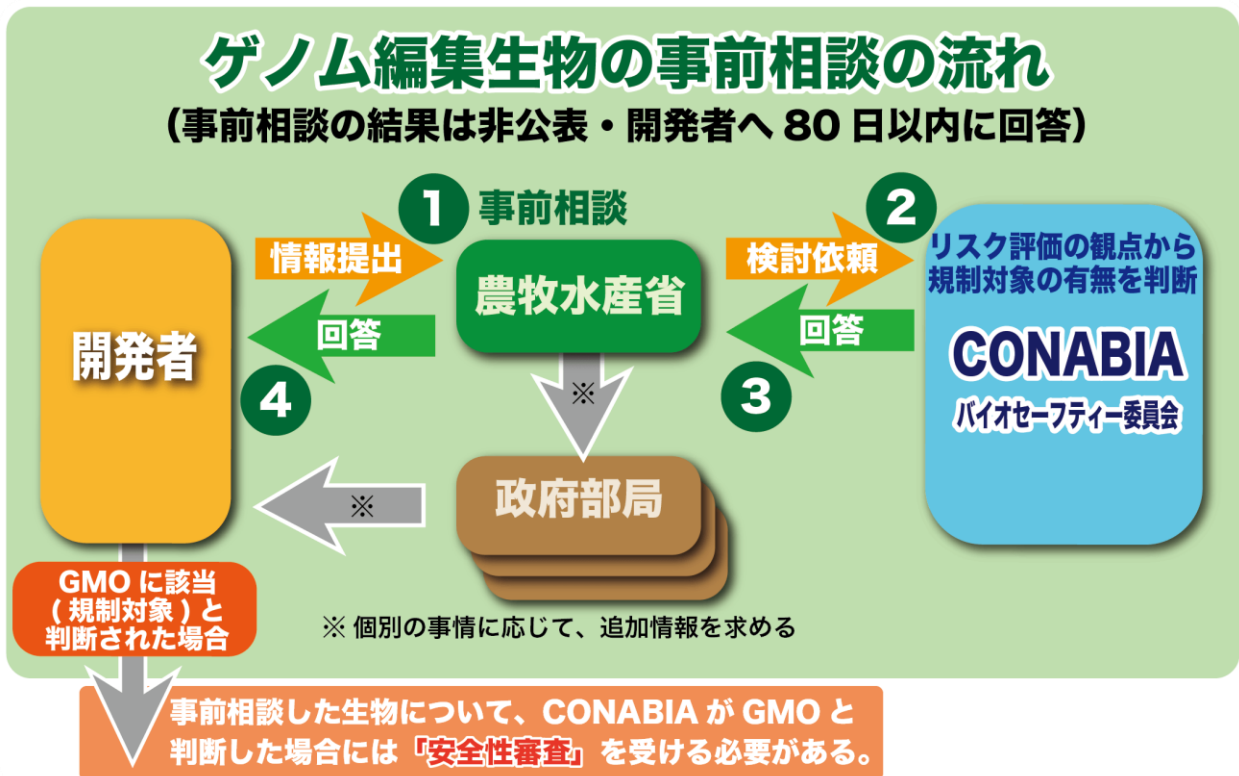 ゲノム編集生物の事前相談の流れ
（事前相談の結果は非公表・開発者へ 80 日以内に回答）
1 事前相談
2
情報提出
農牧水産省
検討依頼
リスク評価の観点から
規制対象の有無を判断
開発者
回答
回答
CONABIA
バイオセーフティー委員会
4
※
3
※
政府部局
GMO に該当
( 規制対象 ) と
判断された場合
※ 個別の事情に応じて、追加情報を求める
事前相談した生物について、CONABIA が GMO と
判断した場合には「安全性審査」を受ける必要がある。